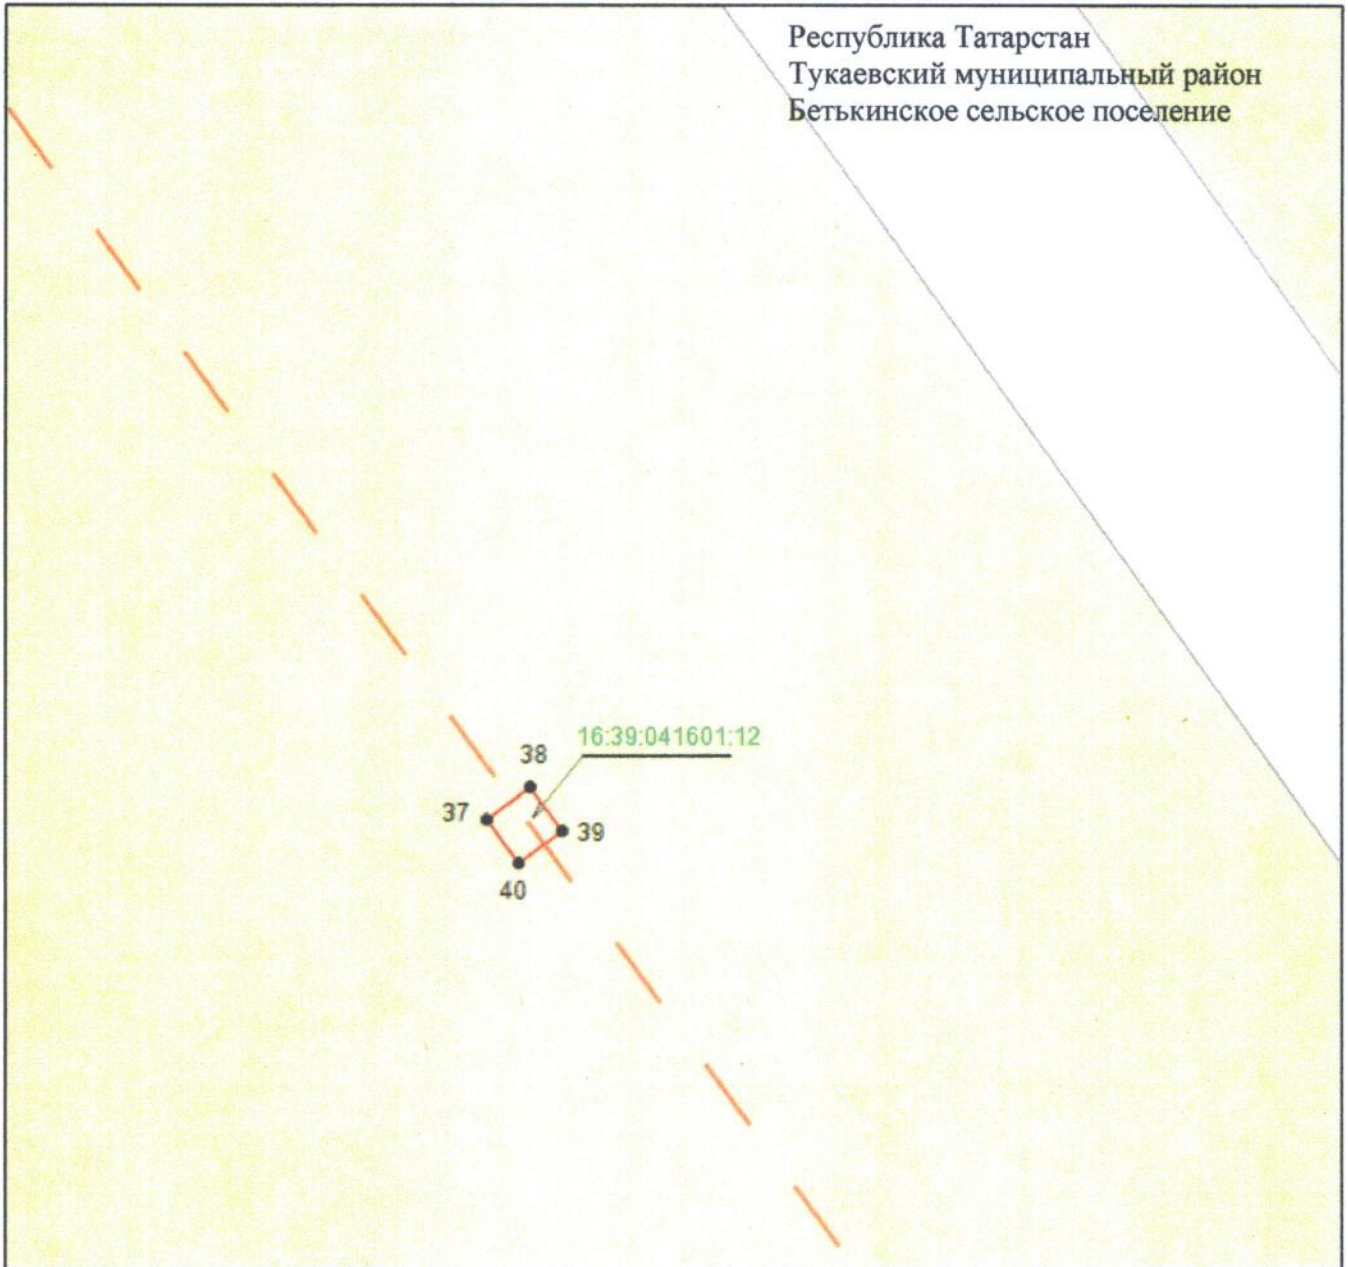 Республика Татарстан
Тукаевский муниципальный район
Бетькинское сельское поселение
16:39:041601:12
38
37
39
40